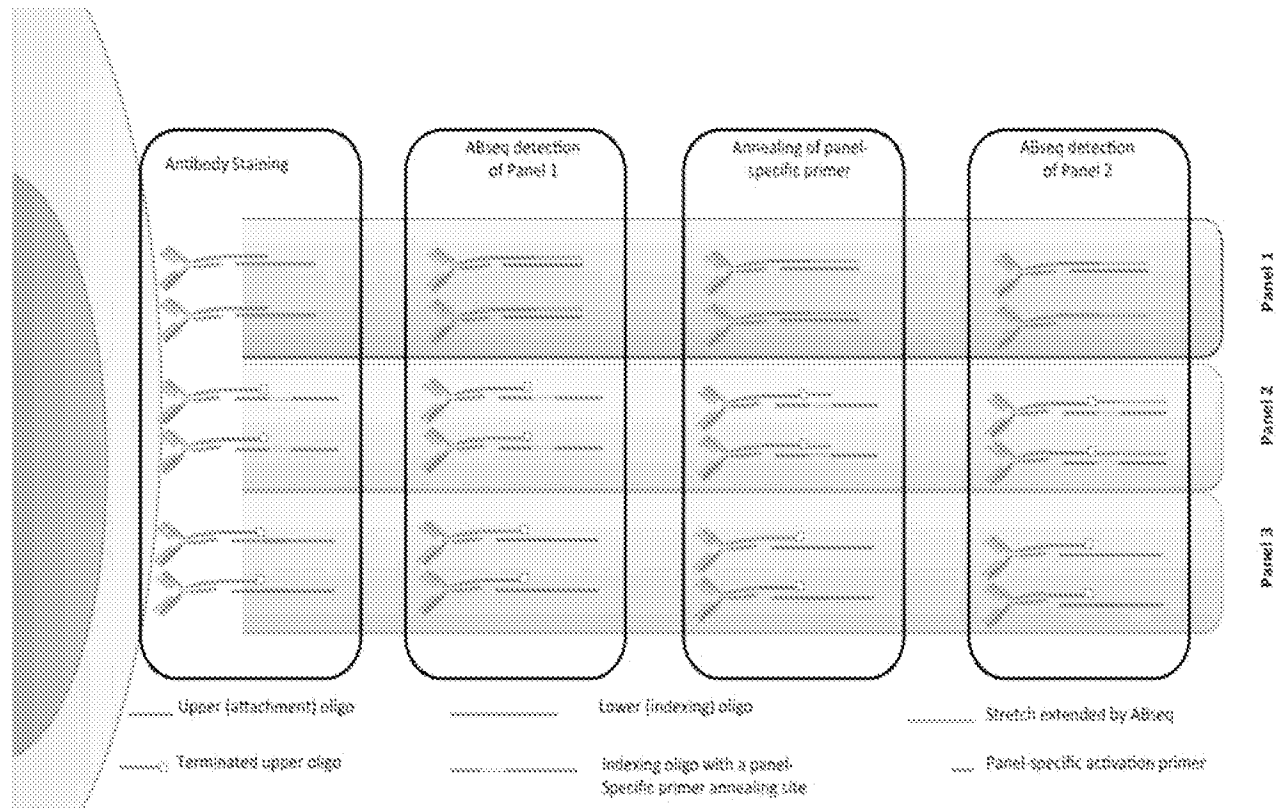 Antibody Staining
ABseq detection
of Panel 1
Annealing of panel-
specific primer
ABseq detection
of Panel 2
Panel 1
Panel 2
Panel 3
Upper (attachment) oligo
Lower (indexing) oligo
Stretch extended by ABseq
Terminated upper oligo
Indexing oligo with a panel-
Specific primer annealing site
Panel-specific activation primer